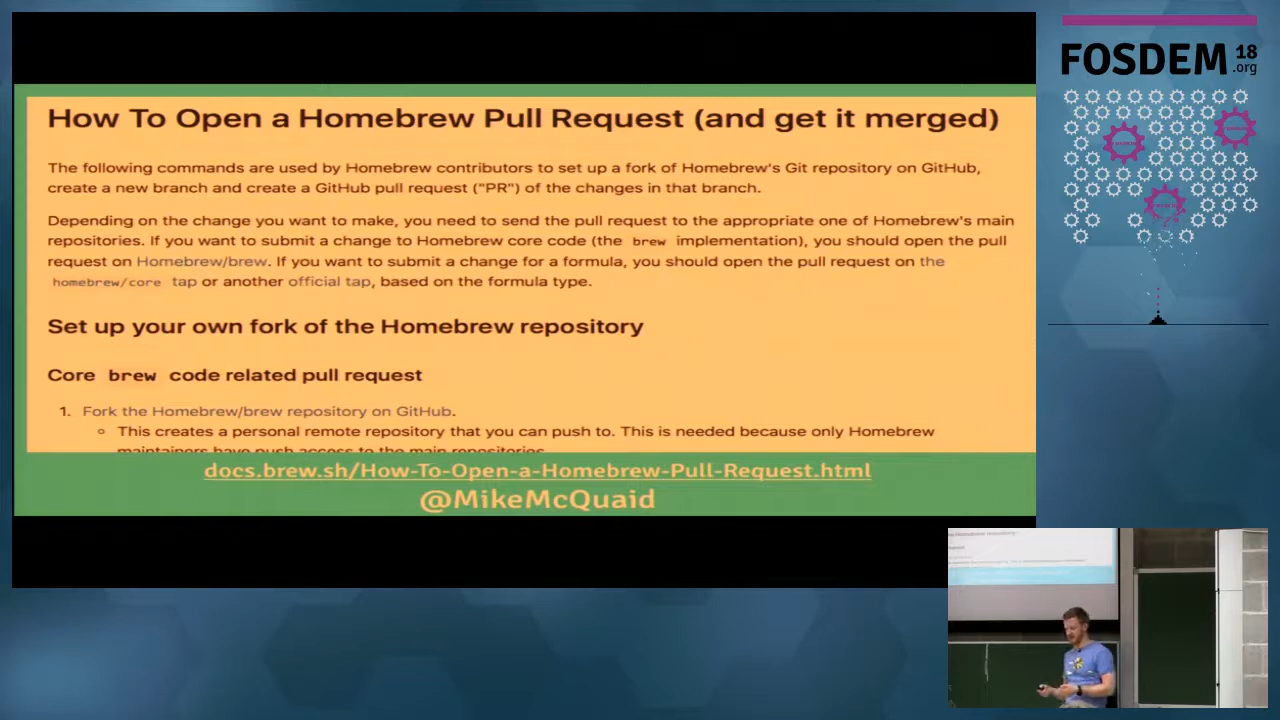 How To Open a Homebrew Pull Request (and get it merged)
The following commands are used by Homebrew contributors to set up a fork of Homebrew's Git repository on GitHub,
create a new branch and create a GitHub pull request ("PR") of the changes in that branch.
Depending on the change you want to make, you need to send the pull request to the appropriate one of Homebrew's main
repositories. If you want to submit a change to Homebrew core code (the brew implementation), you should open the pull
request on Homebrew/brew. If you want to submit a change for a formula, you should open the pull request on the
homebrew/core tap or another official tap, based on the formula type.
Set up your own fork of the Homebrew repository
Core brew code related pull request
1. Fork the Homebrew/brew repository on GitHub.
◦ This creates a personal remote repository that you can push to. This is needed because only Homebrew
maintainers have push access to the main repositories.
docs.brew.sh/How-To-Open-a-Homebrew-Pull-Request.html
@MikeMcQuaid
FOSDEM 18
.org